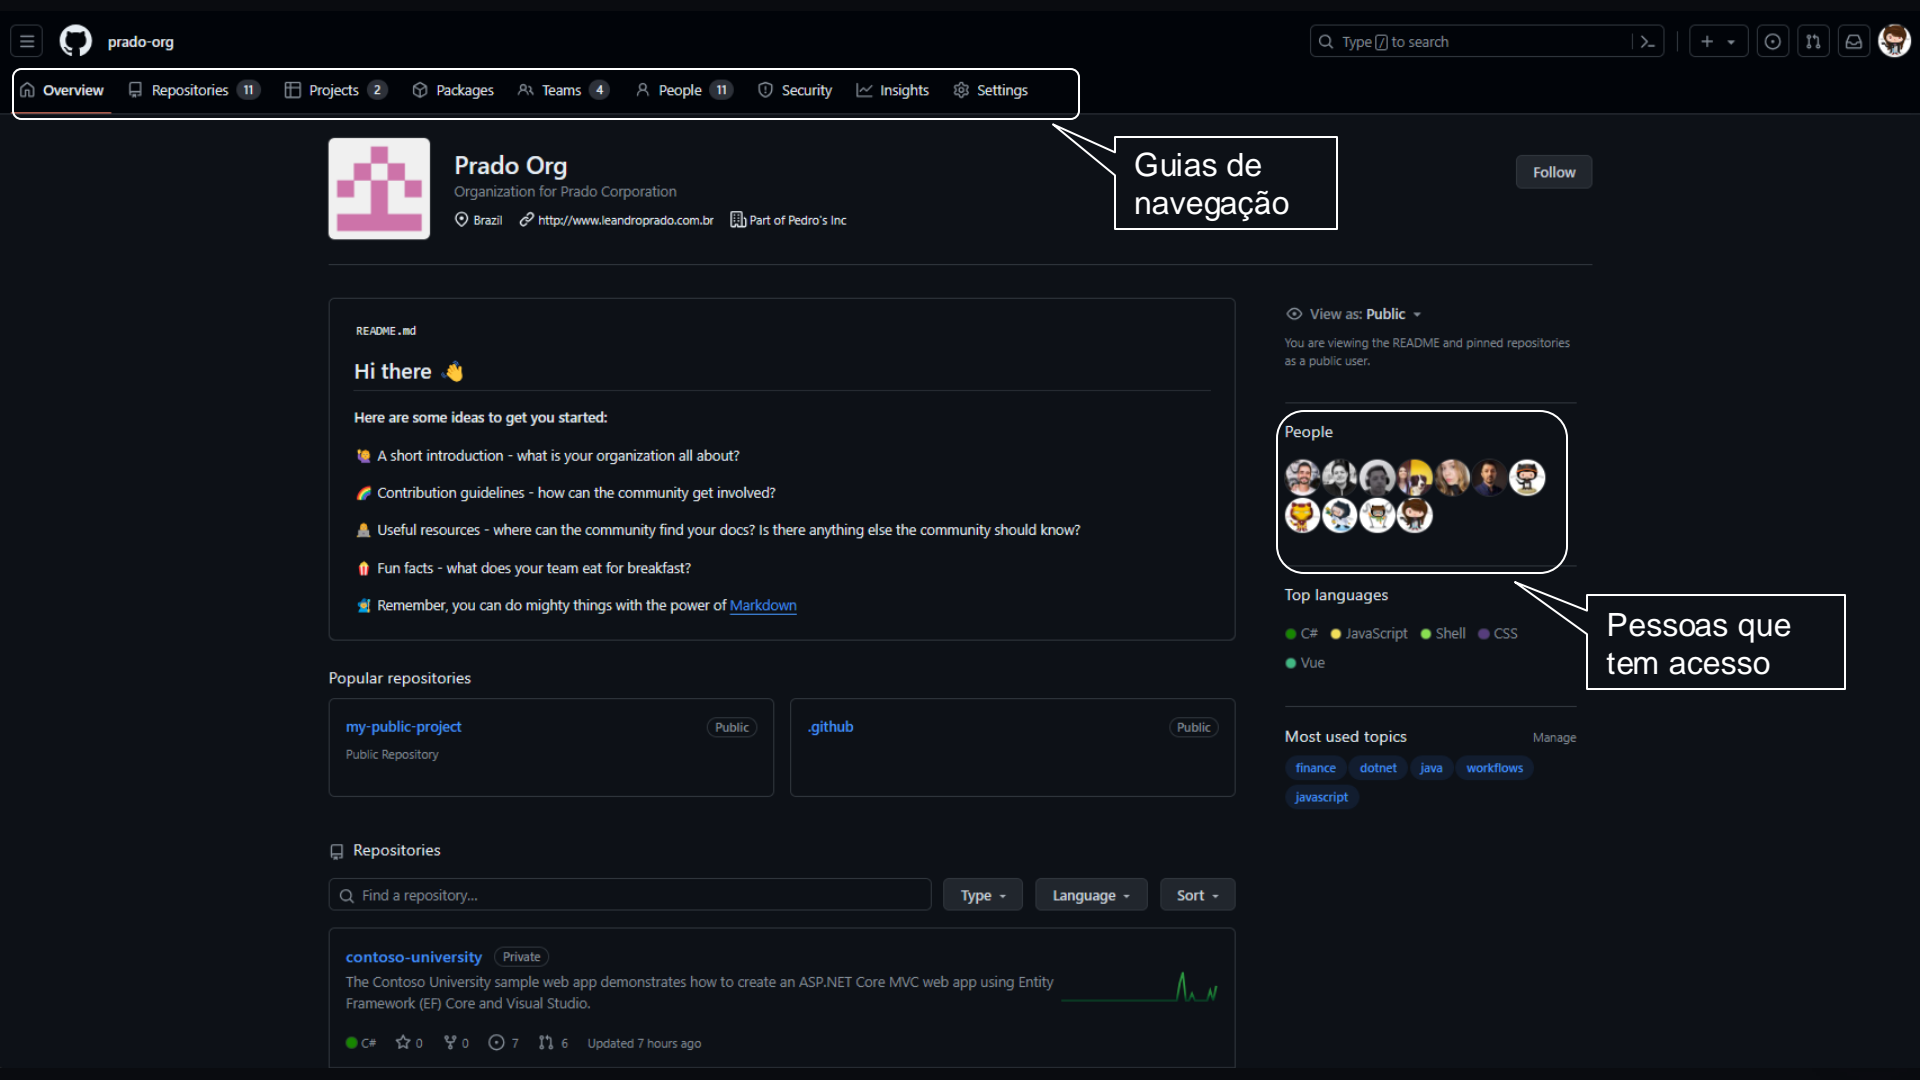 prado-org
Type / to search
Overview
Repositories 11
Projects 2
Packages
Teams 4
People 11
Security
Insights
Settings
Guias de
navegação
Prado Org
Organization for Prado Corporation
Brazil
http://www.leandroprado.com.br
Part of Pedro's Inc
Follow
README.md
Hi there 👋
Here are some ideas to get you started:
🙋‍♀️ A short introduction - what is your organization all about?
🌈 Contribution guidelines - how can the community get involved?
👩‍💻 Useful resources - where can the community find your docs? Is there anything else the community should know?
🍿 Fun facts - what does your team eat for breakfast?
🧙 Remember, you can do mighty things with the power of Markdown
View as: Public
You are viewing the README and pinned repositories
as a public user.
People
Pessoas que
tem acesso
Top languages
C# JavaScript Shell CSS
Vue
Most used topics
Manage
finance dotnet java workflows
javascript
Popular repositories
my-public-project
Public
Public Repository
.github
Public
Repositories
Find a repository...
Type
Language
Sort
contoso-university
Private
The Contoso University sample web app demonstrates how to create an ASP.NET Core MVC web app using Entity
Framework (EF) Core and Visual Studio.
C# 0 0 7 6 Updated 7 hours ago